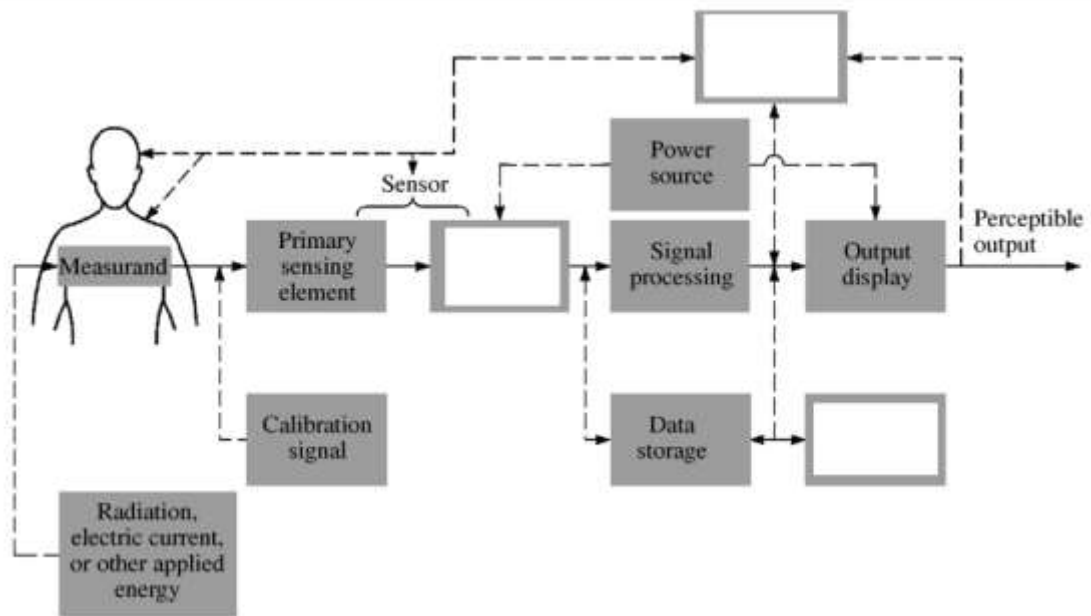 Power
source
Sensor
Perceptible
output
Measurand
Primary
sensing
element
Signal
processing
Output
display
Calibration
signal
Data
storage
Radiation,
electric current,
or other applied
energy